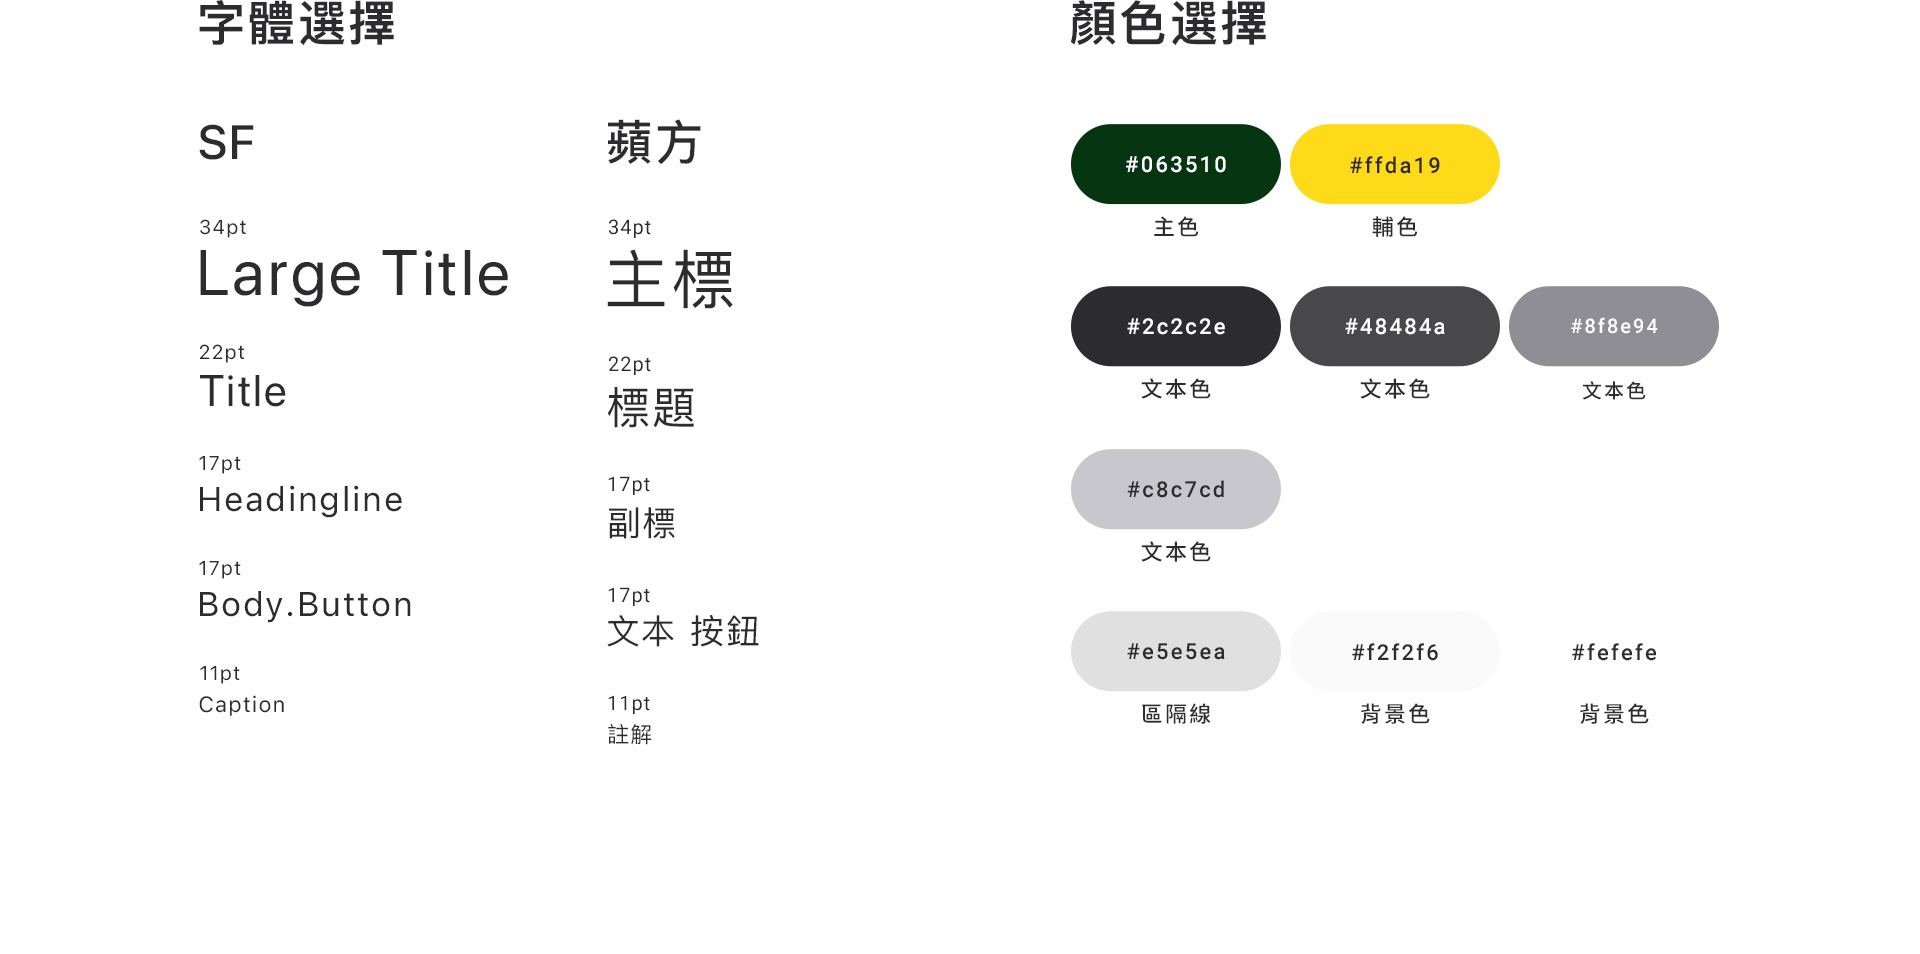 字體選擇
SF
34pt
Large Title
22pt
Title
17pt
Headingline
17pt
Body.Button
11pt
Caption
蘋方
34pt
主標
22pt
標題
17pt
副標
17pt
文本 按鈕
11pt
註解
顏色選擇
#063510
主色
#ffda19
輔色
#2c2c2e
文本色
#48484a
文本色
#8f8e94
文本色
#c8c7cd
文本色
#e5e5ea
區隔線
#f2f2f6
背景色
#fefefe
背景色